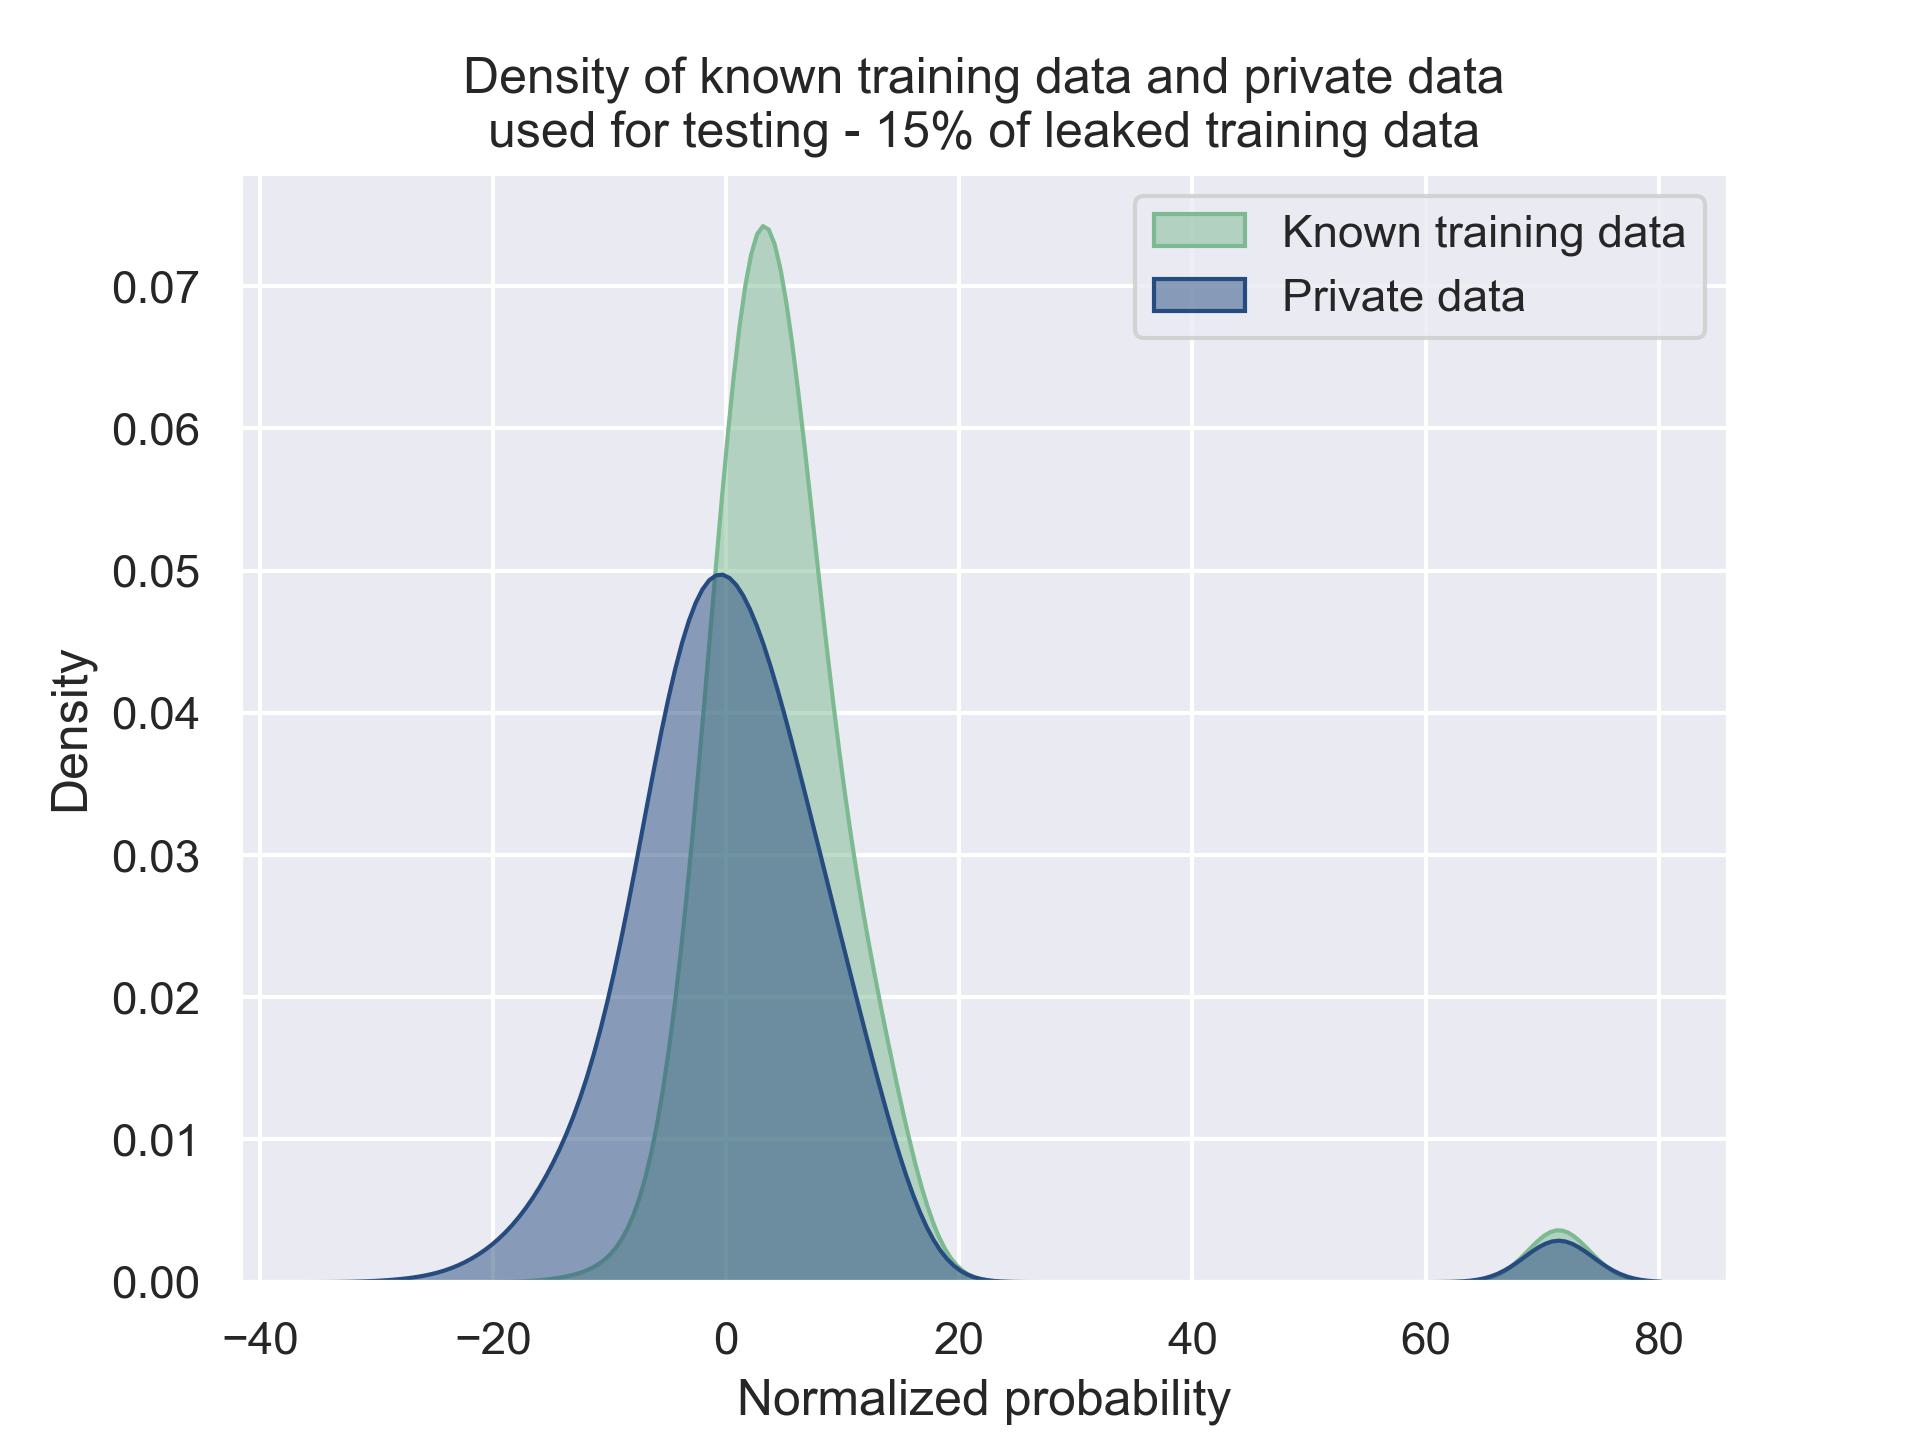 Density of known training data and private data
used for testing - 15% of leaked training data
Known training data
Private data
Density
0.07
0.06
0.05
0.04
0.03
0.02
0.01
0.00
−40 −20 0 20 40 60 80
Normalized probability